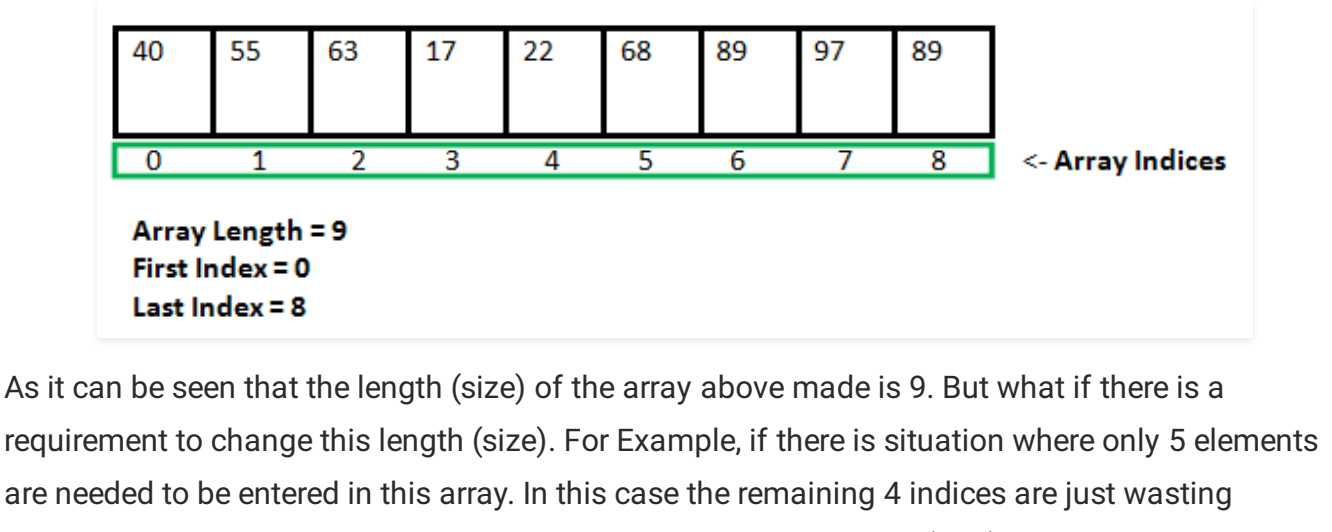 40 55 63 17 22 68 89 97 89
0 1 2 3 4 5 6 7 8 <- Array Indices
Array Length = 9
First Index = 0
Last Index = 8
As it can be seen that the length (size) of the array above made is 9. But what if there is a
requirement to change this length (size). For Example, if there is situation where only 5 elements
are needed to be entered in this array. In this case the remaining 4 indices are just wasting